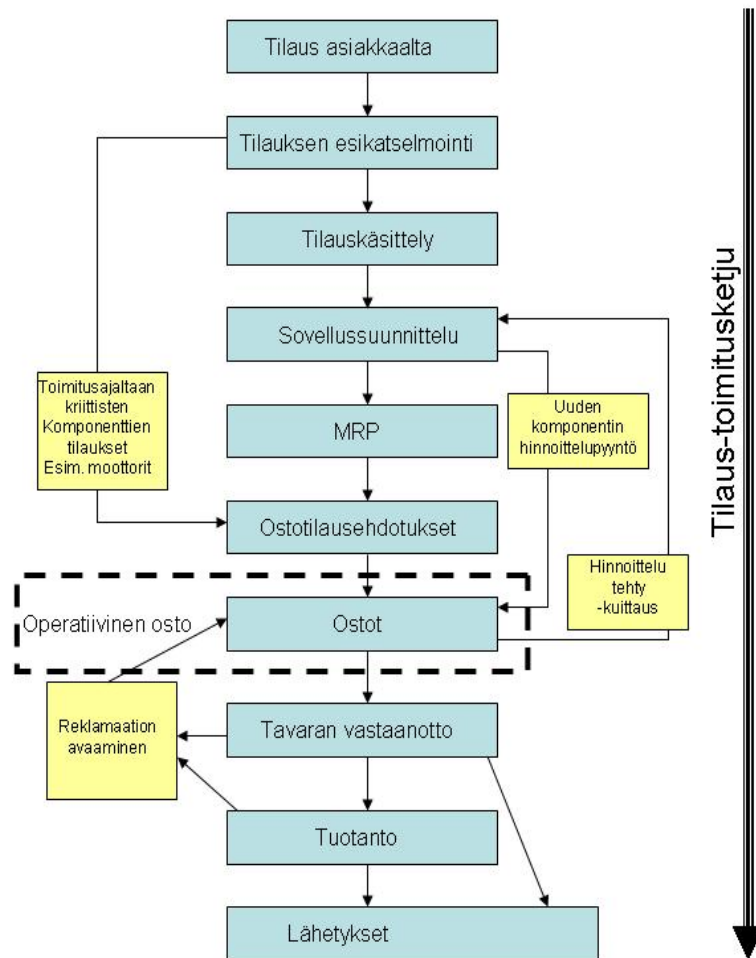 Tilaus asiakkaalta
Tilauksen esikatselmointi
Tilauskäsittely
Sovellussuunnittelu
Toimitusajaltaan
kriittisten
Komponenttien
tilaukset
Esim. moottorit
MRP
Uuden
komponentin
hinnoittelupyyntö
Ostotilausehdotukset
Hinnoittelu
tehty
-kuittaus
Operatiivinen osto
Ostot
Reklamaation
avaaminen
Tavaran vastaanotto
Tuotanto
Lähetykset
Tilaus-toimitusketju